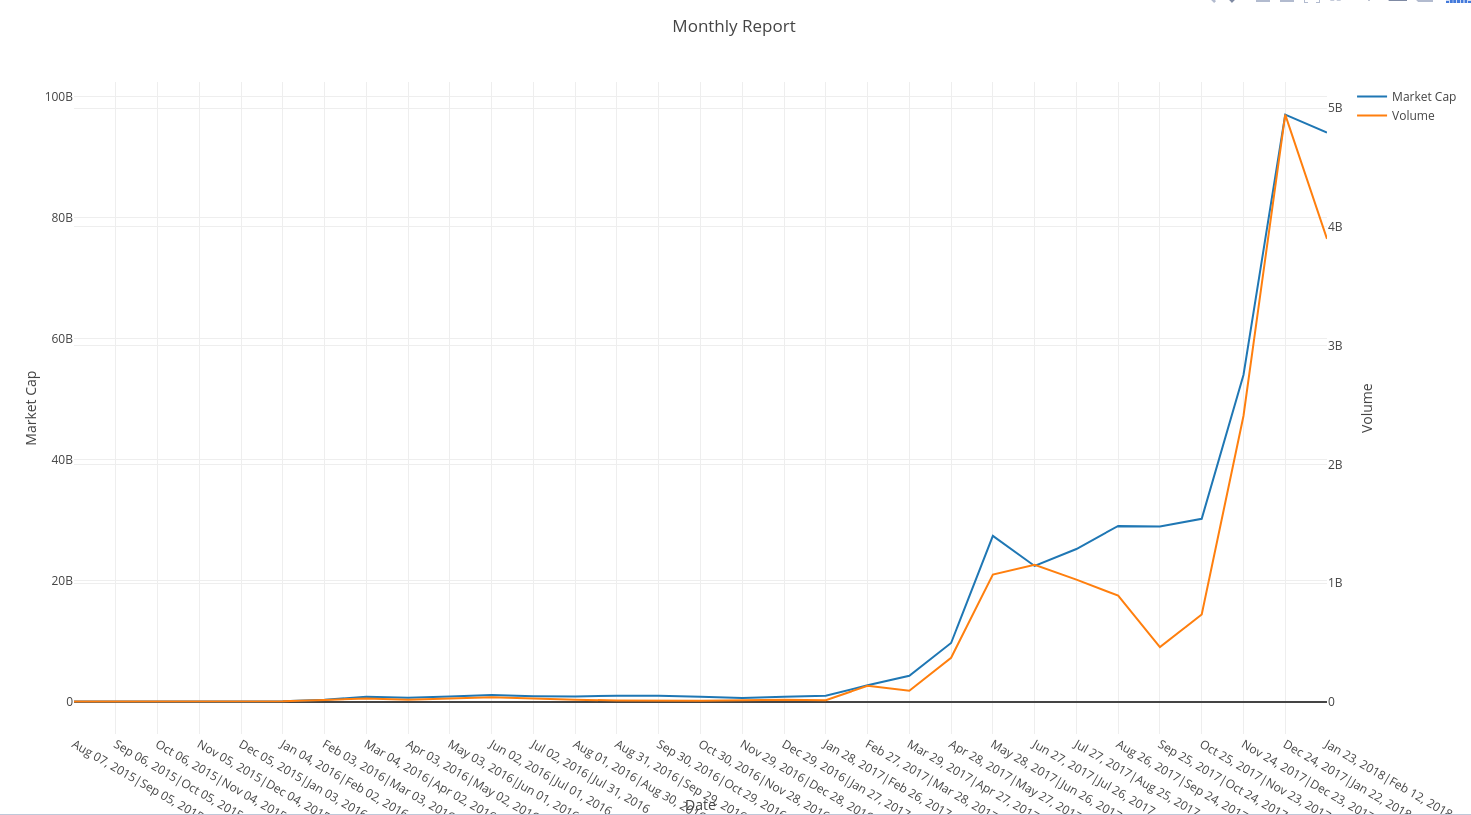 Monthly Report
100B
80B
60B
40B
20B
0
Market Cap
5B
4B
3B
2B
1B
0
Volume
Market Cap
Volume
Aug 07, 2015|Sep 05, 2015
Sep 06, 2015|Oct 05, 2015
Oct 06, 2015|Nov 04, 2015
Nov 05, 2015|Dec 04, 2015
Dec 05, 2015|Jan 03, 2016
Jan 04, 2016|Feb 02, 2016
Feb 03, 2016|Mar 03, 2016
Mar 04, 2016|Apr 02, 2016
Apr 03, 2016|May 02, 2016
May 03, 2016|Jun 01, 2016
Jun 02, 2016|Jul 01, 2016
Jul 02, 2016|Jul 31, 2016
Aug 01, 2016|Aug 30, 2016
Aug 31, 2016|Sep 29, 2016
Sep 30, 2016|Oct 29, 2016
Oct 30, 2016|Nov 28, 2016
Nov 29, 2016|Dec 28, 2016
Dec 29, 2016|Jan 27, 2017
Jan 28, 2017|Feb 26, 2017
Feb 27, 2017|Mar 28, 2017
Mar 29, 2017|Apr 27, 2017
Apr 28, 2017|May 27, 2017
May 28, 2017|Jun 26, 2017
Jun 27, 2017|Jul 26, 2017
Jul 27, 2017|Aug 25, 2017
Aug 26, 2017|Sep 24, 2017
Sep 25, 2017|Oct 24, 2017
Oct 25, 2017|Nov 23, 2017
Nov 24, 2017|Dec 23, 2017
Dec 24, 2017|Jan 22, 2018
Jan 23, 2018|Feb 12, 2018
Date